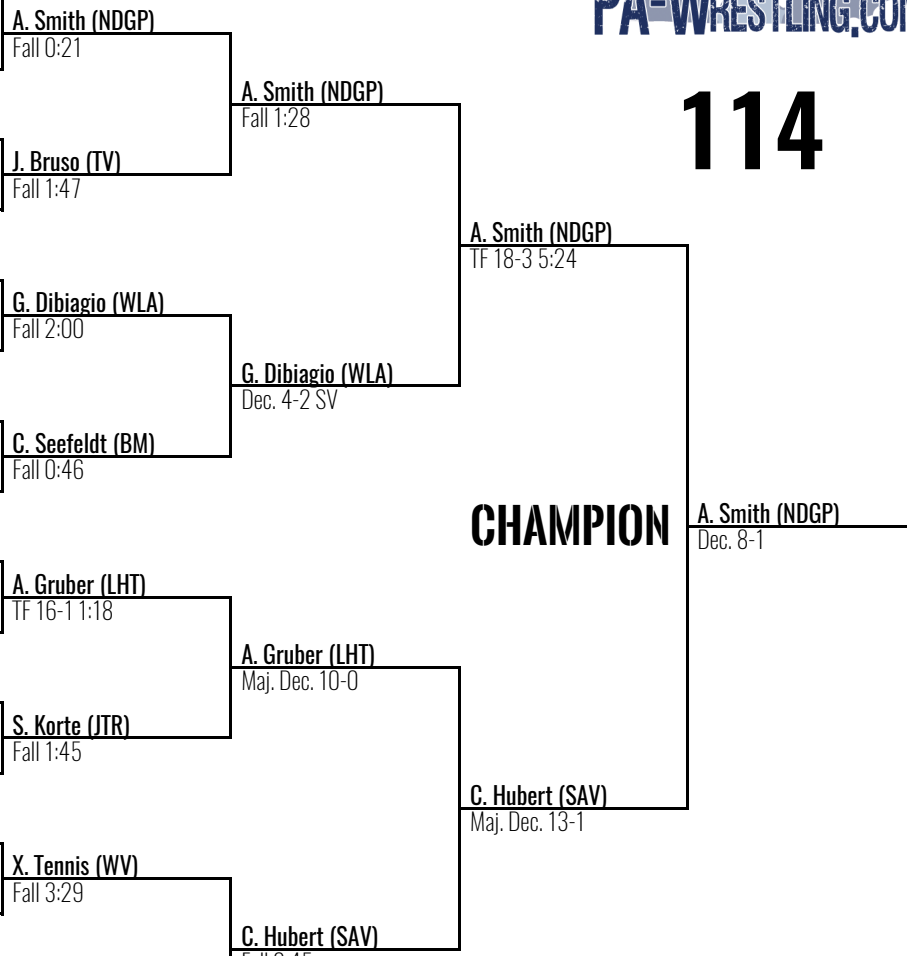 PA-WRESTLING.COM
114
A. Smith (NDGP)
Fall 0:21
A. Smith (NDGP)
Fall 1:28
J. Bruso (TV)
Fall 1:47
A. Smith (NDGP)
TF 18-3 5:24
G. Dibiagio (WLA)
Fall 2:00
G. Dibiagio (WLA)
Dec. 4-2 SV
C. Seefeldt (BM)
Fall 0:46
CHAMPION
A. Smith (NDGP)
Dec. 8-1
A. Gruber (LHT)
TF 16-1 1:18
A. Gruber (LHT)
Maj. Dec. 10-0
S. Korte (JTR)
Fall 1:45
C. Hubert (SAV)
Maj. Dec. 13-1
X. Tennis (WV)
Fall 3:29
C. Hubert (SAV)